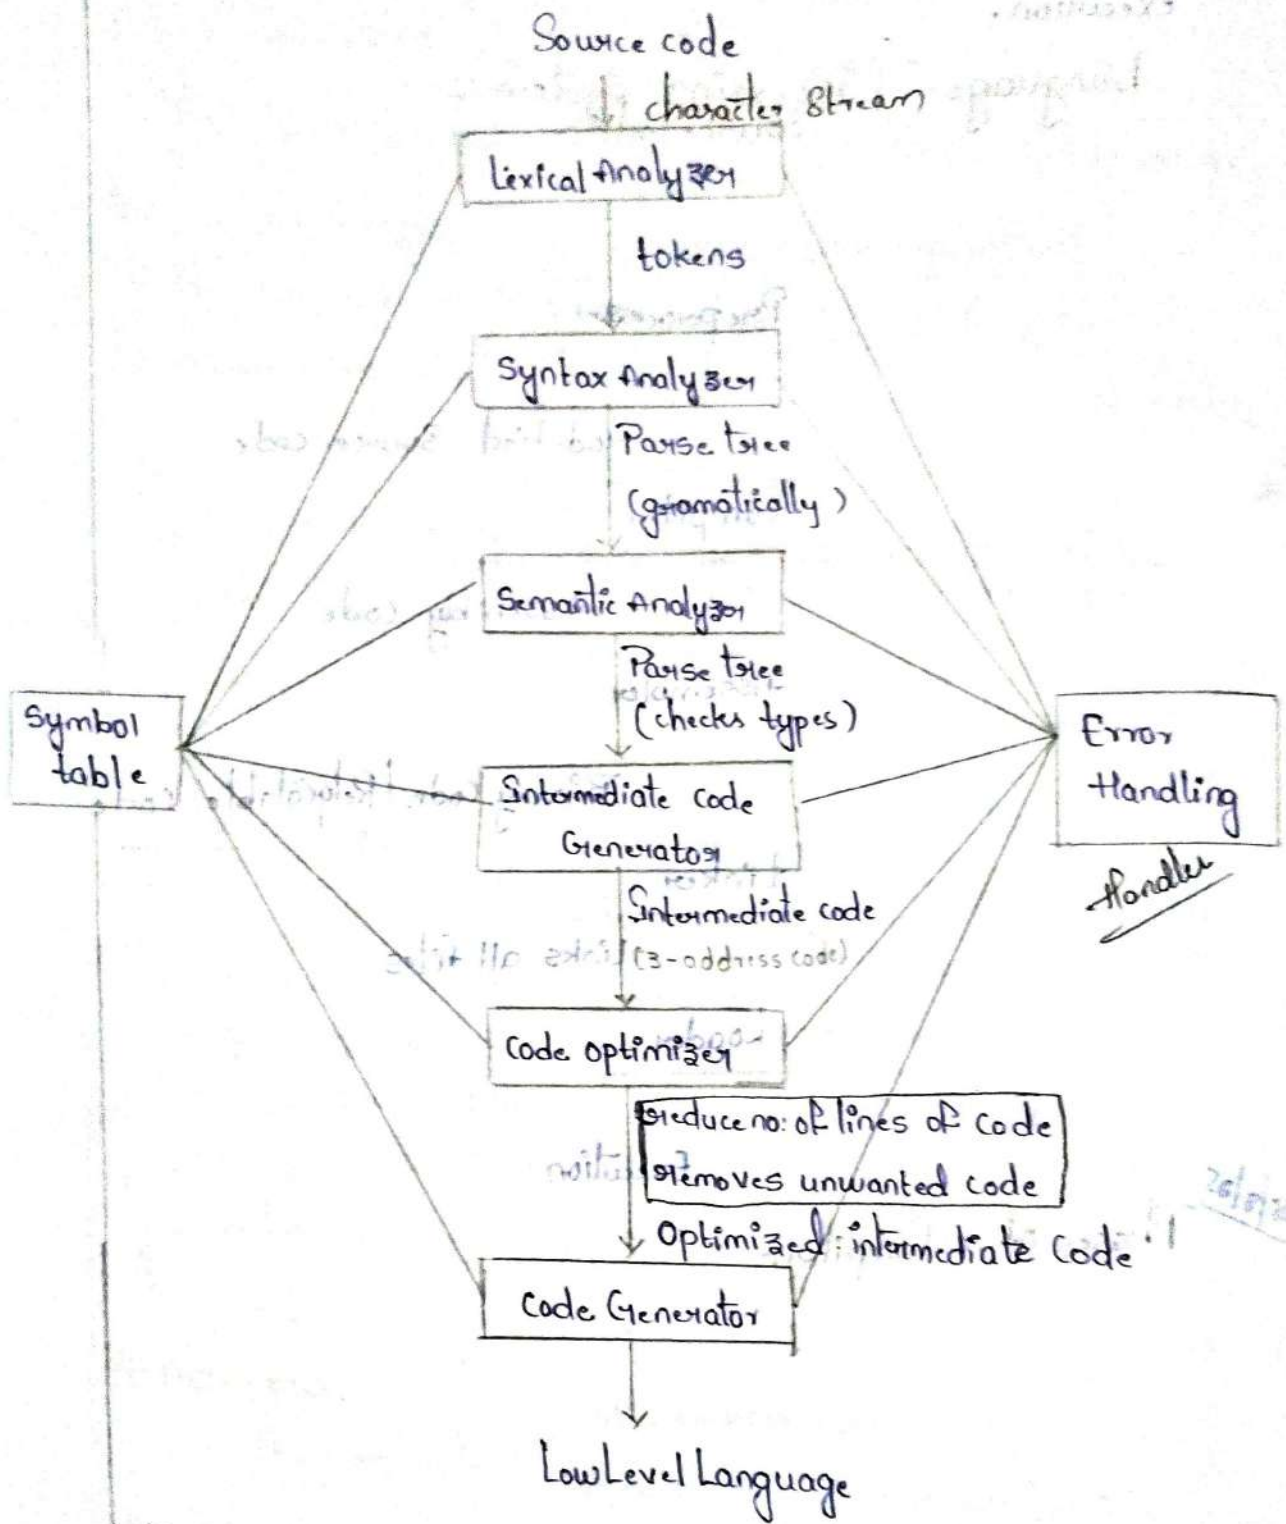 Source code
character stream
Lexical Analyzer
tokens
Syntax Analyzer
Parse tree
(gramatically)
Semantic Analyzer
Parse tree
(checks types)
Symbol
table
Error
Handling
Handler
Intermediate code
Generator
Intermediate code
(3-address code)
Code optimizer
reduce no: of lines of code
removes unwanted code
Optimized intermediate code
Code Generator
Low Level Language